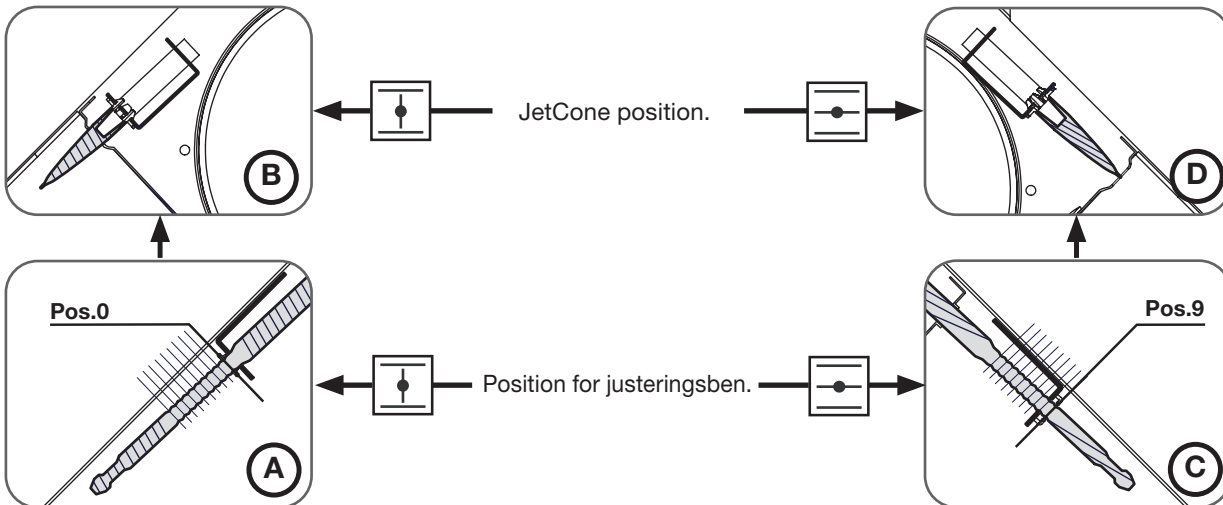 B
JetCone position.
D
Pos.0
Pos.9
Position for justeringsben.
A
C